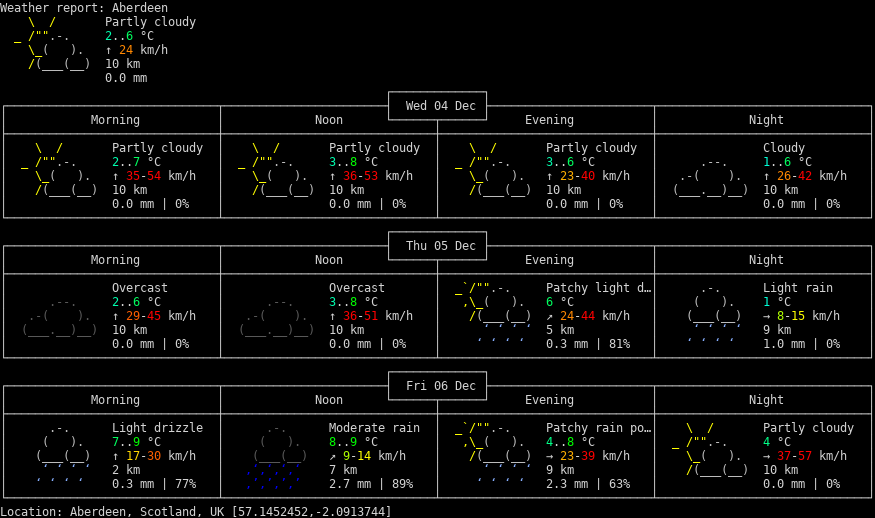 Weather report: Aberdeen
Partly cloudy
2..6 °C
↑ 24 km/h
10 km
0.0 mm
Wed 04 Dec
Morning Noon Evening Night
Partly cloudy Partly cloudy Partly cloudy Cloudy
2..7 °C 3..8 °C 3..6 °C 1..6 °C
↑ 35-54 km/h ↑ 36-53 km/h ↑ 23-40 km/h ↑ 26-42 km/h
10 km 10 km 10 km 10 km
0.0 mm | 0% 0.0 mm | 0% 0.0 mm | 0% 0.0 mm | 0%
Thu 05 Dec
Morning Noon Evening Night
Overcast Overcast Patchy light d… Light rain
2..6 °C 3..8 °C 6 °C 1 °C
↑ 29-45 km/h ↑ 36-51 km/h ↗ 24-44 km/h → 8-15 km/h
10 km 10 km 5 km 9 km
0.0 mm | 0% 0.0 mm | 0% 0.3 mm | 81% 1.0 mm | 0%
Fri 06 Dec
Morning Noon Evening Night
Light drizzle Moderate rain Patchy rain po… Partly cloudy
7..9 °C 8..9 °C 4..8 °C 4 °C
↑ 17-30 km/h ↗ 9-14 km/h → 23-39 km/h → 37-57 km/h
2 km 7 km 9 km 10 km
0.3 mm | 77% 2.7 mm | 89% 2.3 mm | 63% 0.0 mm | 0%
Location: Aberdeen, Scotland, UK [57.1452452,-2.0913744]